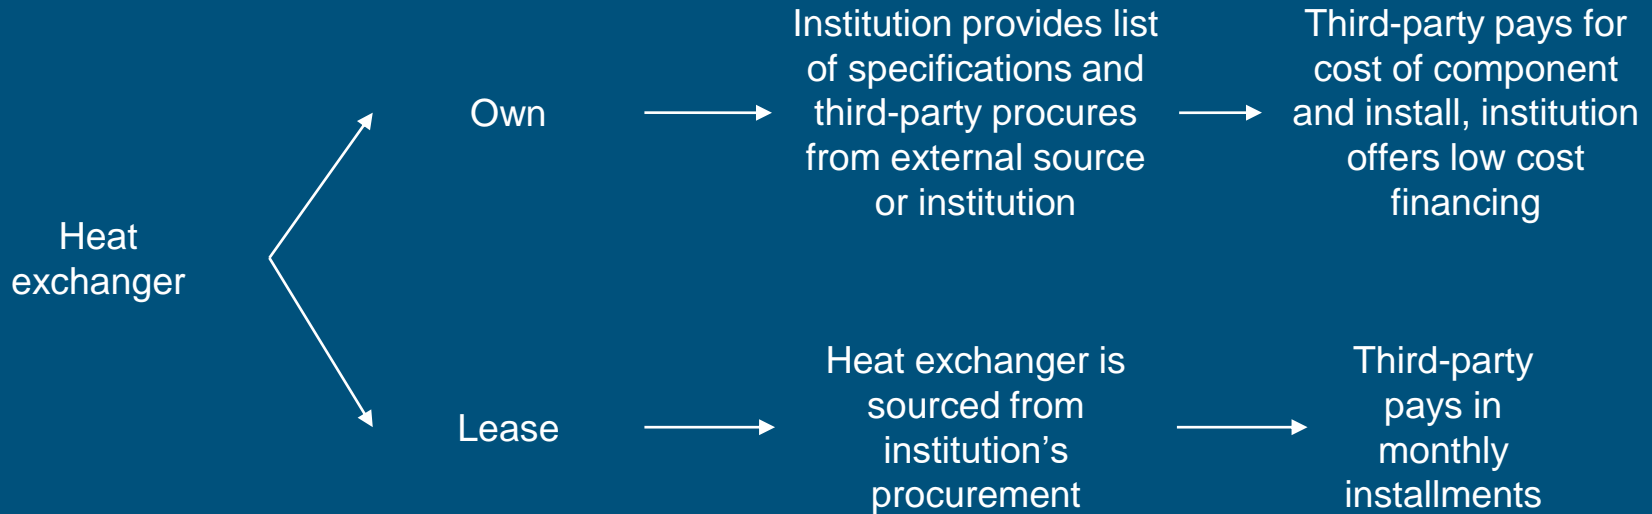 Heat
exchanger
Own
Institution provides list
of specifications and
third-party procures
from external source
or institution
Third-party pays for
cost of component
and install, institution
offers low cost
financing
Lease
Heat exchanger is
sourced from
institution’s
procurement
Third-party
pays in
monthly
installments